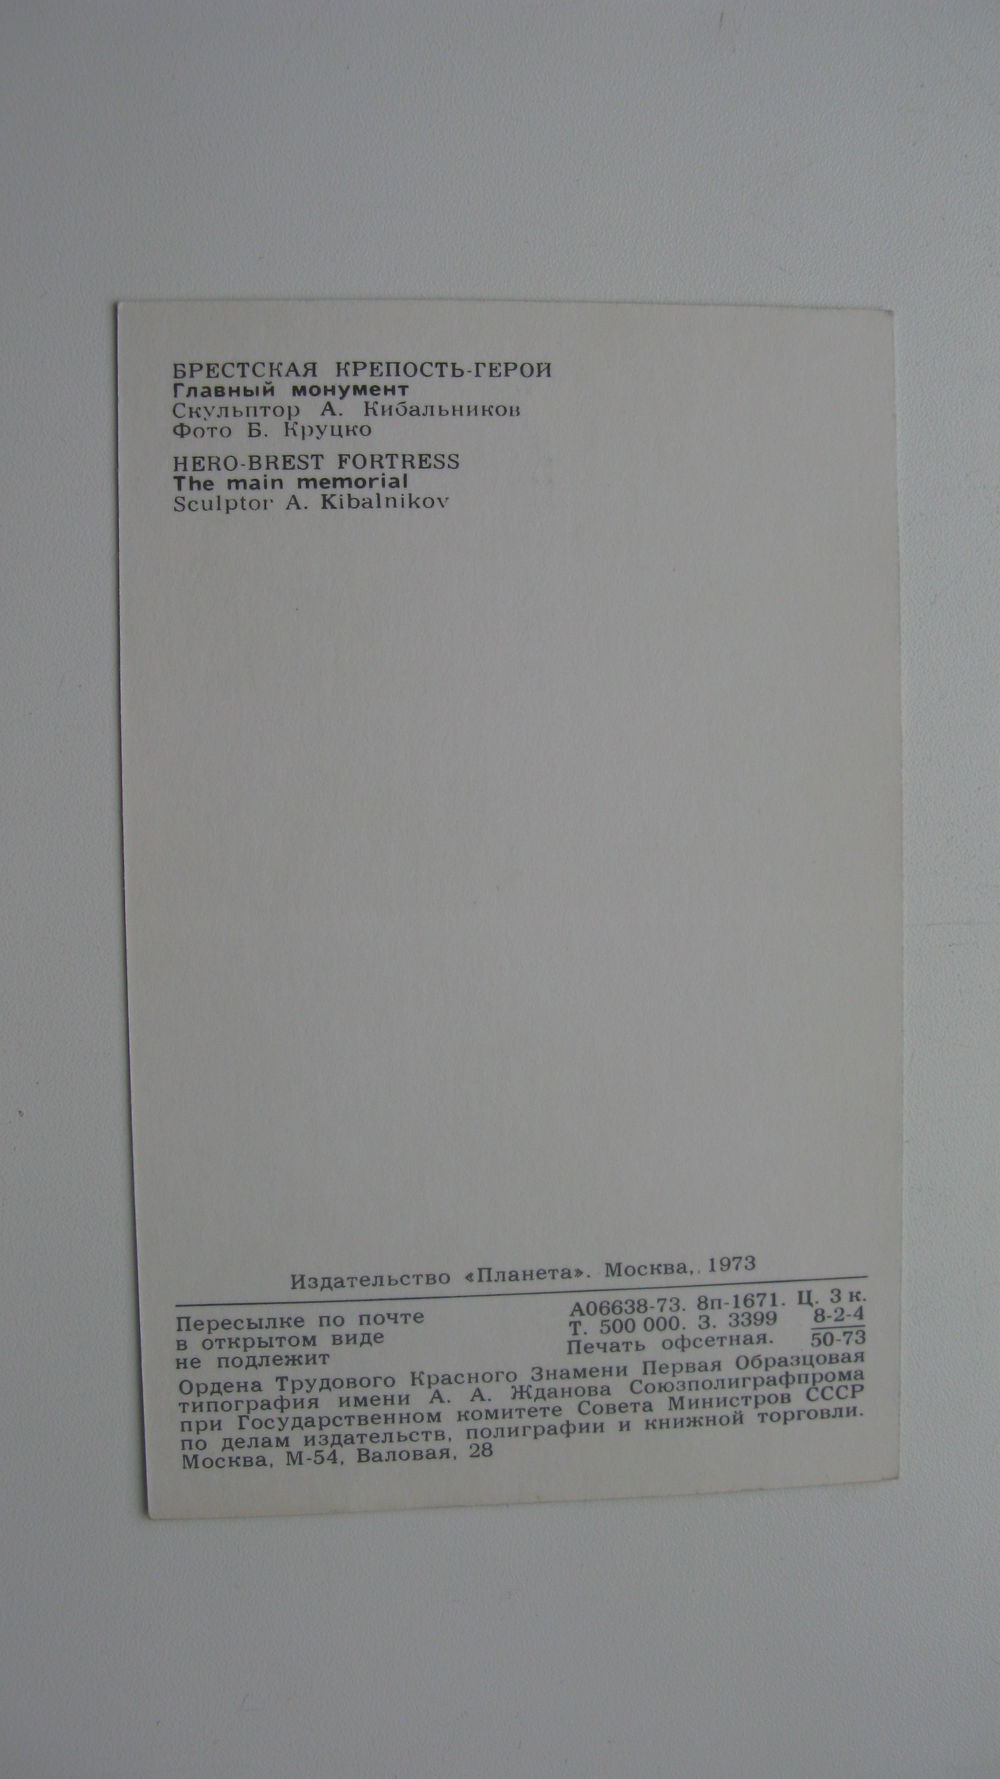 БРЕСТСКАЯ КРЕПОСТЬ-ГЕРОЙ
Главный монумент
Скульптор А. Кибальников
Фото Б. Круцко
HERO-BREST FORTRESS
The main memorial
Sculptor A. Kibalnikov
Издательство «Планета». Москва, 1973
Пересылке по почте
в открытом виде
не подлежит
А06638-73. 8п-1671. Ц. 3 к.
Т. 500 000. З. 3399 8-2-4
Печать офсетная. 50-73
Ордена Трудового Красного Знамени Первая Образцовая
типография имени А. А. Жданова Союзполиграфпрома
при Государственном комитете Совета Министров СССР
по делам издательств, полиграфии и книжной торговли.
Москва, М-54, Валовая, 28